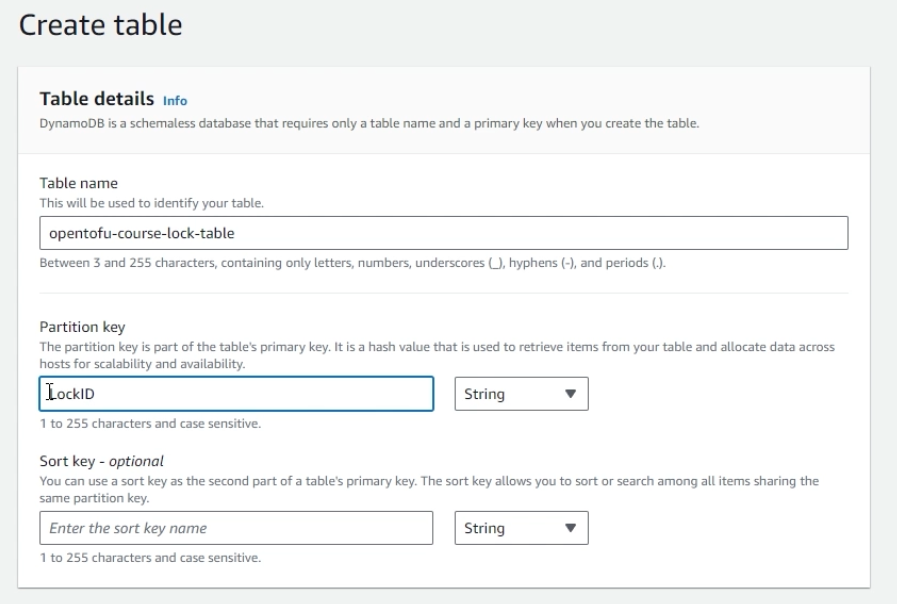 Create table
Table details Info
DynamoDB is a schemaless database that requires only a table name and a primary key when you create the table.
Table name
This will be used to identify your table.
opentofu-course-lock-table
Between 3 and 255 characters, containing only letters, numbers, underscores (_), hyphens (-), and periods (.).
Partition key
The partition key is part of the table's primary key. It is a hash value that is used to retrieve items from your table and allocate data across
hosts for scalability and availability.
LockID String
1 to 255 characters and case sensitive.
Sort key - optional
You can use a sort key as the second part of a table's primary key. The sort key allows you to sort or search among all items sharing the
same partition key.
Enter the sort key name String
1 to 255 characters and case sensitive.